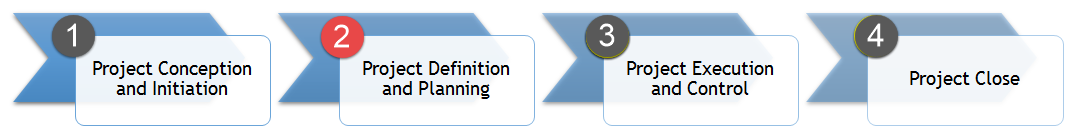 1
Project Conception
and Initiation
2
Project Definition
and Planning
3
Project Execution
and Control
4
Project Close